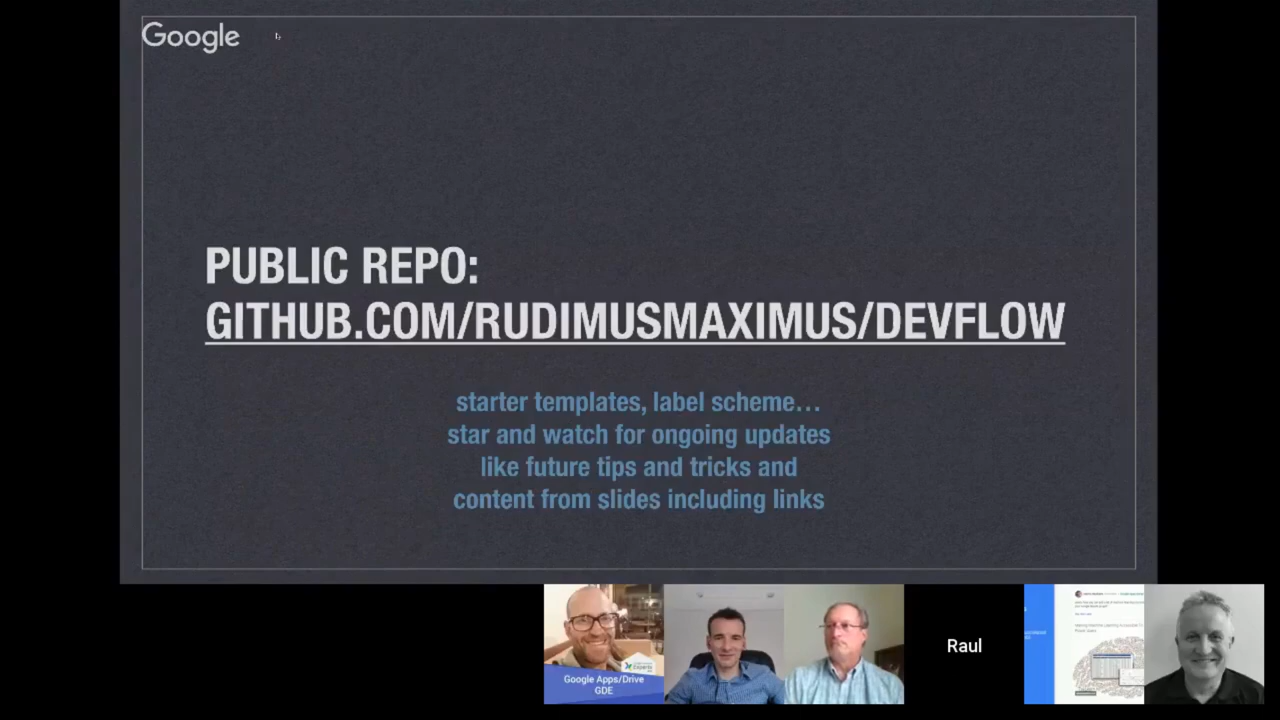 Google
PUBLIC REPO:
GITHUB.COM/RUDIMUSMAXIMUS/DEVFLOW
starter templates, label scheme…
star and watch for ongoing updates
like future tips and tricks and
content from slides including links
Experts
Google Apps/Drive
GDE
Raul